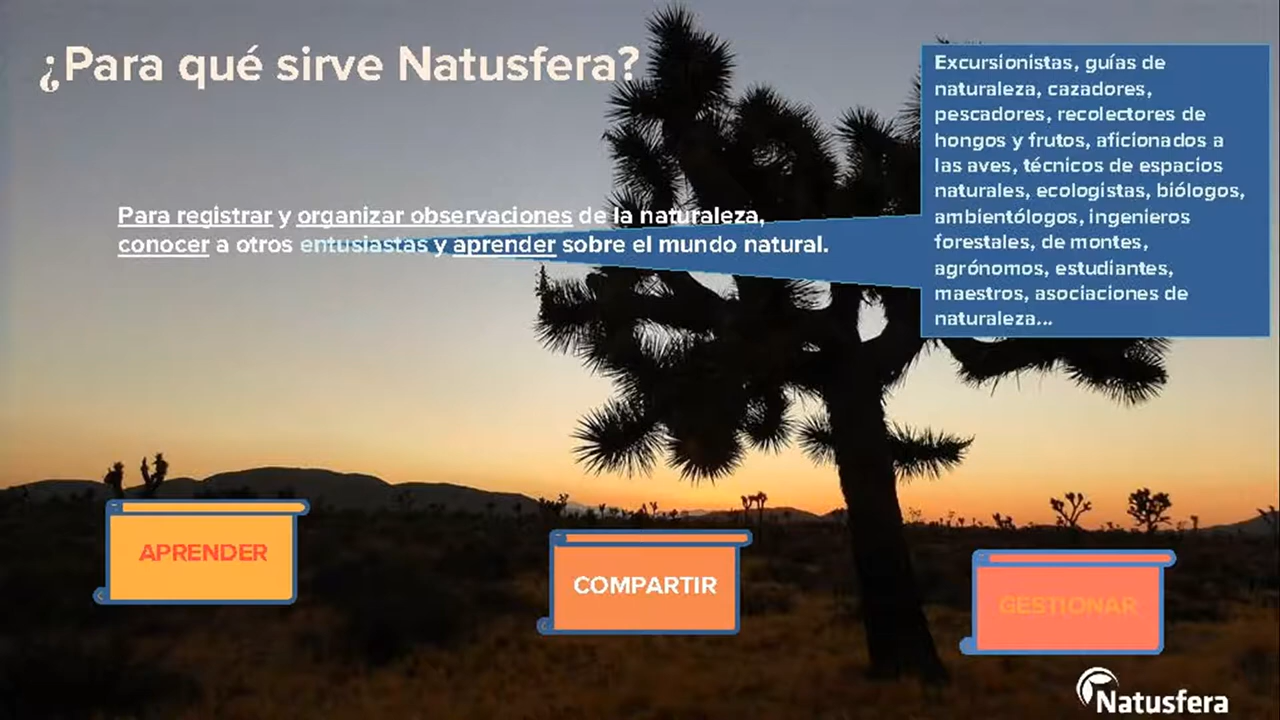 ¿Para qué sirve Natusfera?
Excursionistas, guías de
naturaleza, cazadores,
pescadores, recolectores de
hongos y frutos, aficionados a
las aves, técnicos de espacios
naturales, ecologistas, biólogos,
ambientólogos, ingenieros
forestales, de montes,
agrónomos, estudiantes,
maestros, asociaciones de
naturaleza...
Para registrar y organizar observaciones de la naturaleza,
conocer a otros entusiastas y aprender sobre el mundo natural.
APRENDER
COMPARTIR
GESTIONAR
Natusfera